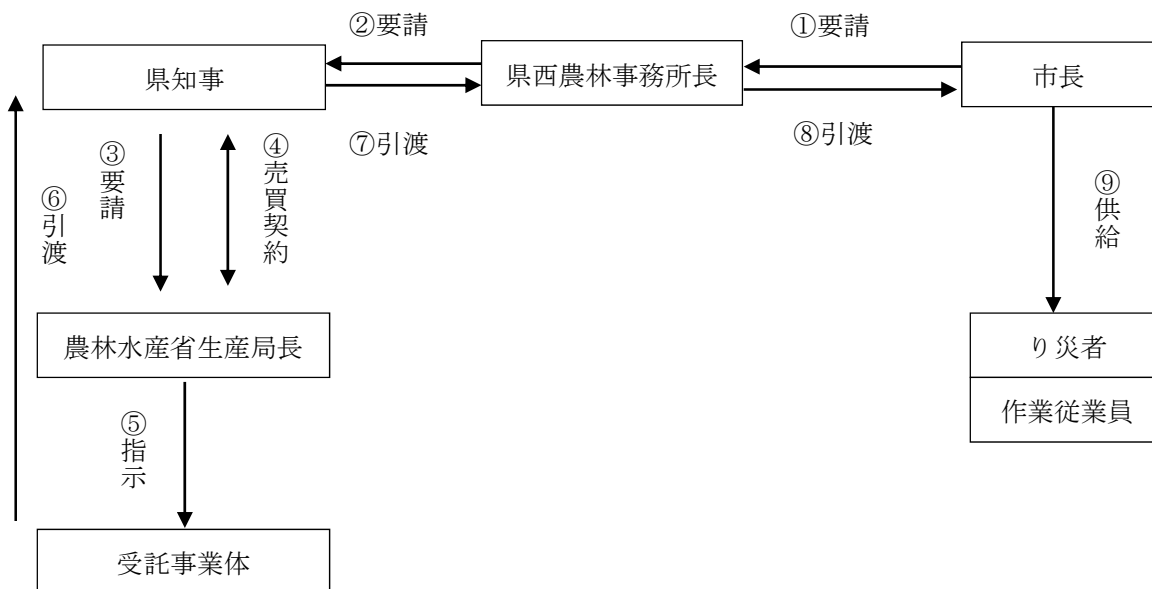 ②要請
①要請
県知事
県西農林事務所長
市長
⑦引渡
⑧引渡
③要請
④売買契約
⑥引渡
⑨供給
農林水産省生産局長
り災者
作業従業員
⑤指示
受託事業体